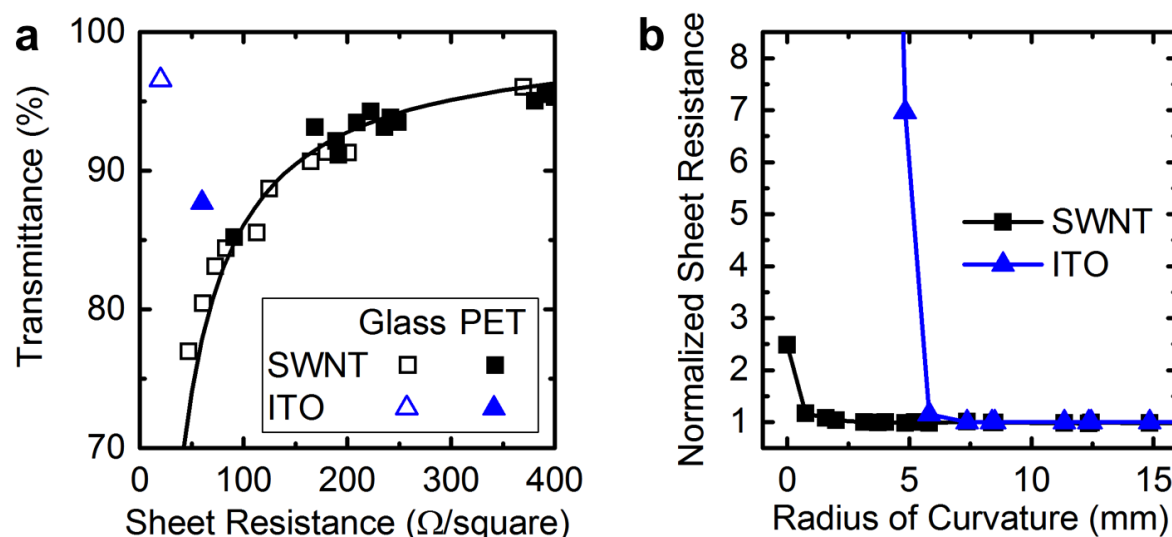 a
100
90
80
70
Transmittance (%)
0 100 200 300 400
Sheet Resistance (Ω/square)
Glass PET
SWNT
ITO
b
8
7
6
5
4
3
2
1
Normalized Sheet Resistance
0 5 10 15
Radius of Curvature (mm)
SWNT
ITO